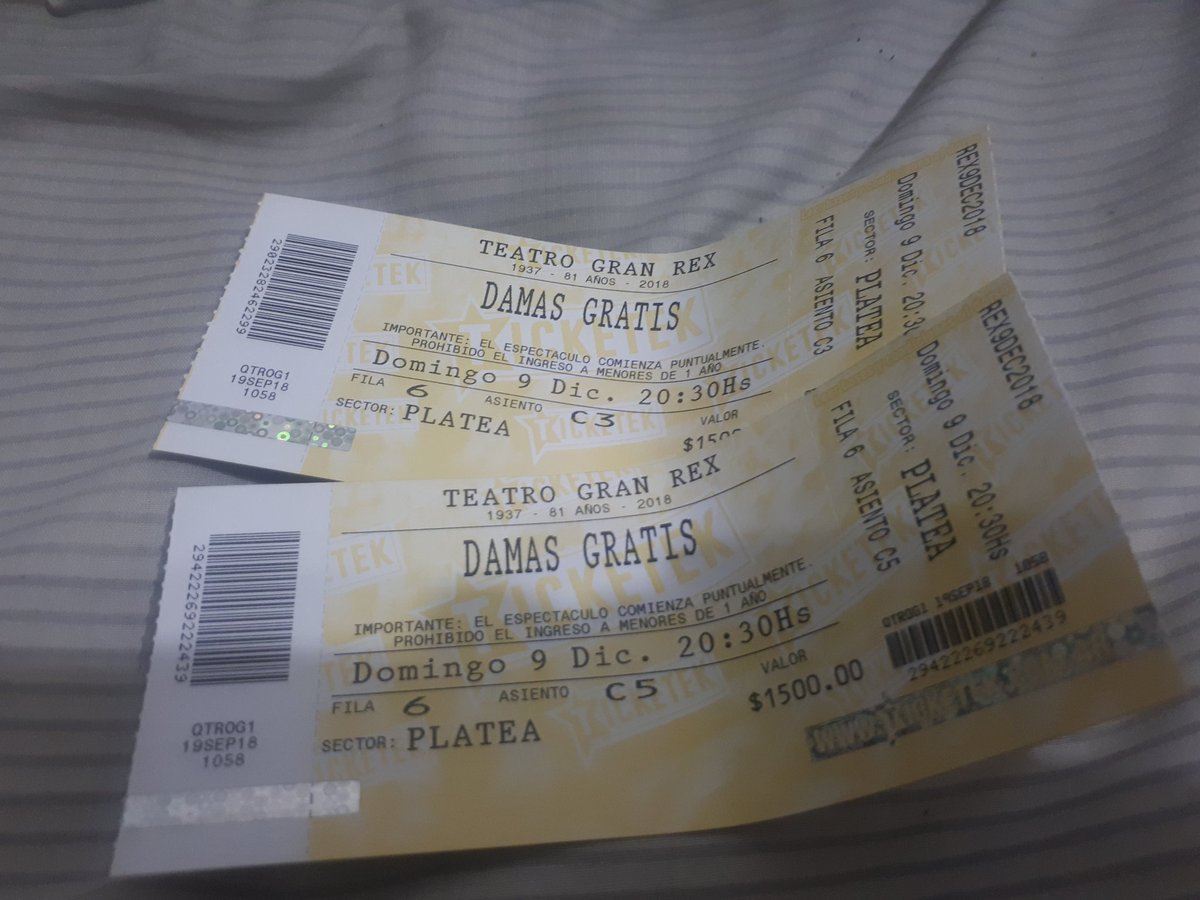 29023282462299
QTROG1
19SEP18
1058
TEATRO GRAN REX
1937 - 81 AÑOS - 2018
DAMAS GRATIS
IMPORTANTE: EL ESPECTACULO COMIENZA PUNTUALMENTE.
PROHIBIDO EL INGRESO A MENORES DE 1 AÑO
Domingo 9 Dic. 20:30Hs
FILA 6 ASIENTO C3 VALOR
SECTOR: PLATEA
TICKETEK
REX9DEC2018
Domingo 9 Dic.
SECTOR: PLATEA
FILA 6 ASIENTO C3
29422269222439
QTROG1
19SEP18
1058
TEATRO GRAN REX
1937 - 81 AÑOS - 2018
DAMAS GRATIS
IMPORTANTE: EL ESPECTACULO COMIENZA PUNTUALMENTE.
PROHIBIDO EL INGRESO A MENORES DE 1 AÑO
Domingo 9 Dic. 20:30Hs
FILA 6 ASIENTO C5 VALOR
$1500.00
SECTOR: PLATEA
TICKETEK
REX9DEC2018
Domingo 9 Dic. 20:30Hs
SECTOR: PLATEA
FILA 6 ASIENTO C5
QTROG1 19SEP18 1058
29422269222439